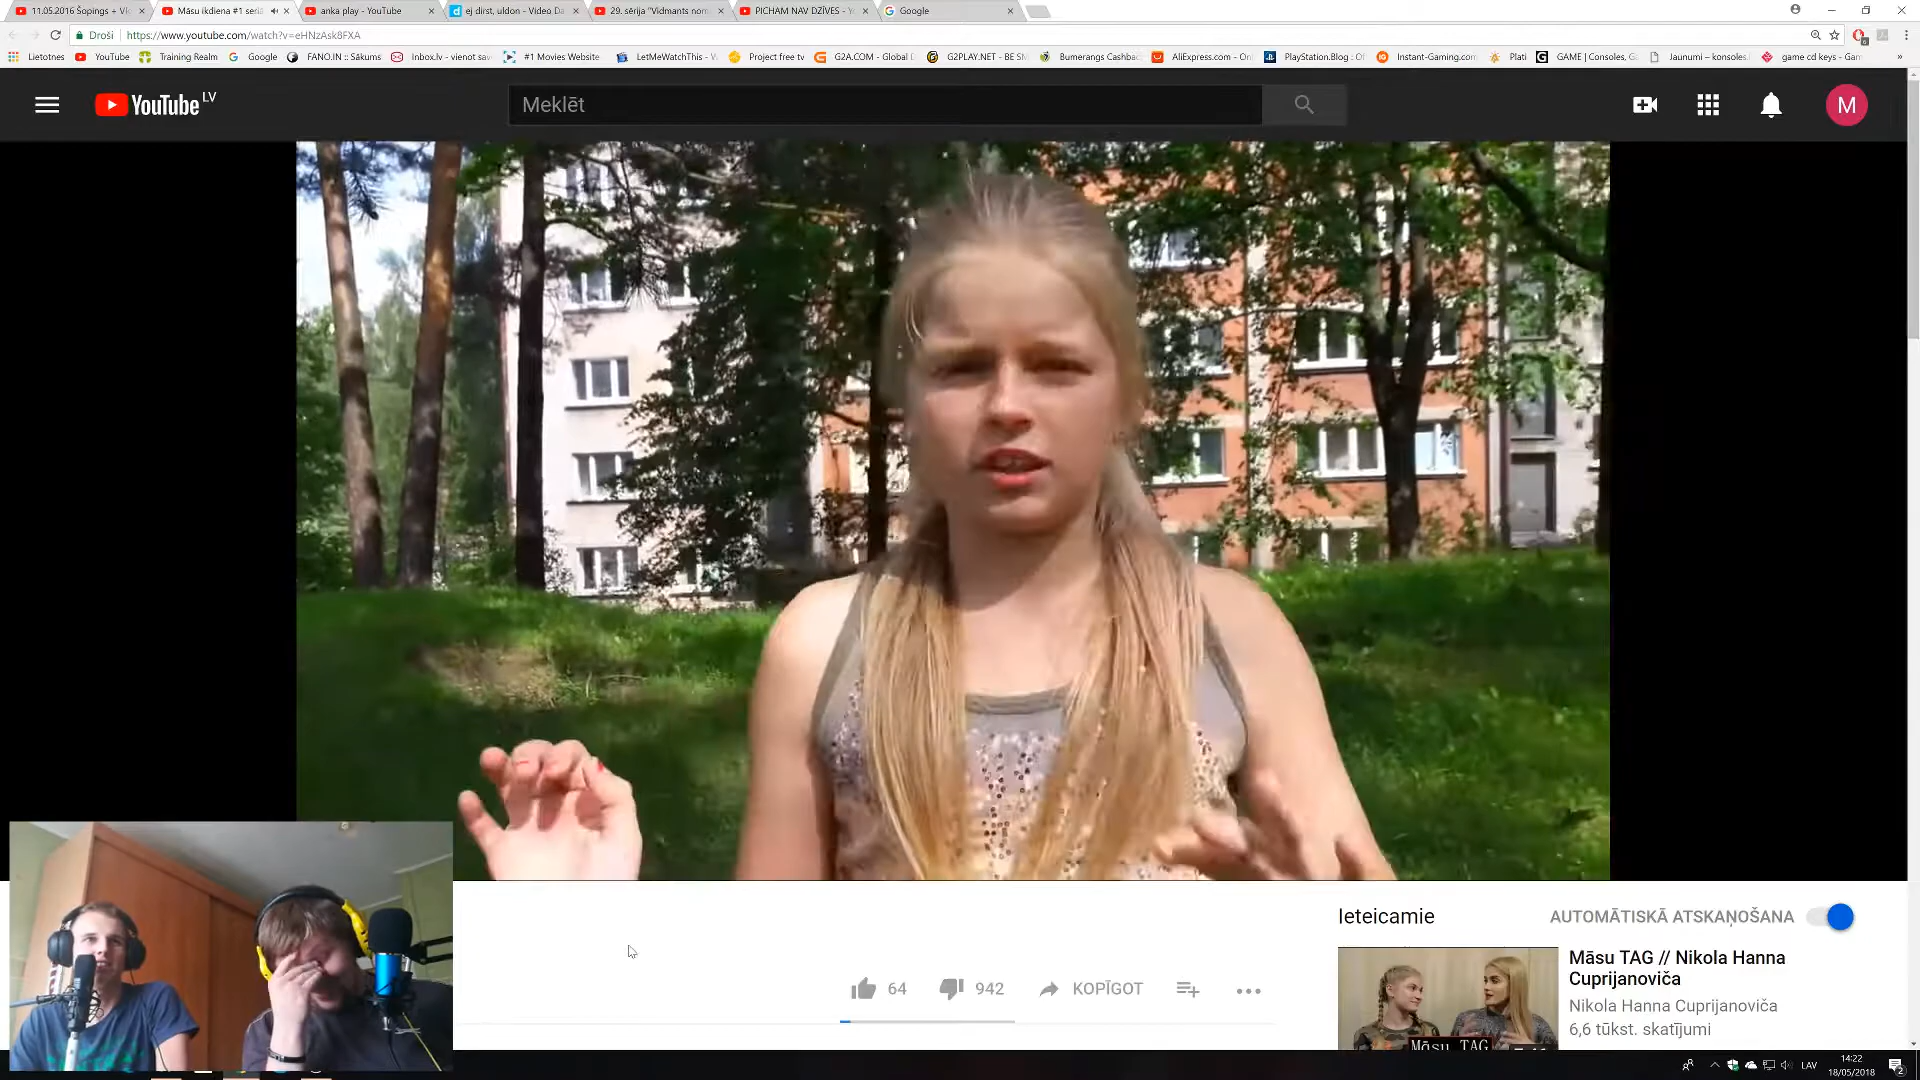 11.05.2016 Šopings + Vl
Māsu ikdiena #1 seriā
anka play - YouTube
ej dirst, uldon - Video Da
29. sērija "Vidmants nom
PICHAM NAV DZĪVES - Y
Google
Droši https://www.youtube.com/watch?v=eHNzAsk8FXA
Lietotnes YouTube Training Realm Google FANO.IN :: Sākums Inbox.lv - vienot sav #1 Movies Website LetMeWatchThis - Project free tv G2A.COM - Global D G2PLAY.NET - BE SM Bumerangs Cashbac AliExpress.com - Onl PlayStation.Blog : Of Instant-Gaming.com Plati GAME | Consoles, G Jaunumi – konsoles. game cd keys - Gam »
YouTube LV
Meklēt
M
64 942 KOPĪGOT
Ieteicamie AUTOMĀTISKĀ ATSKAŅOŠANA
Māsu TAG // Nikola Hanna
Cuprijanoviča
Nikola Hanna Cuprijanoviča
6,6 tūkst. skatījumi
Māsu TAG
LAV
14:22
18/05/2018
2